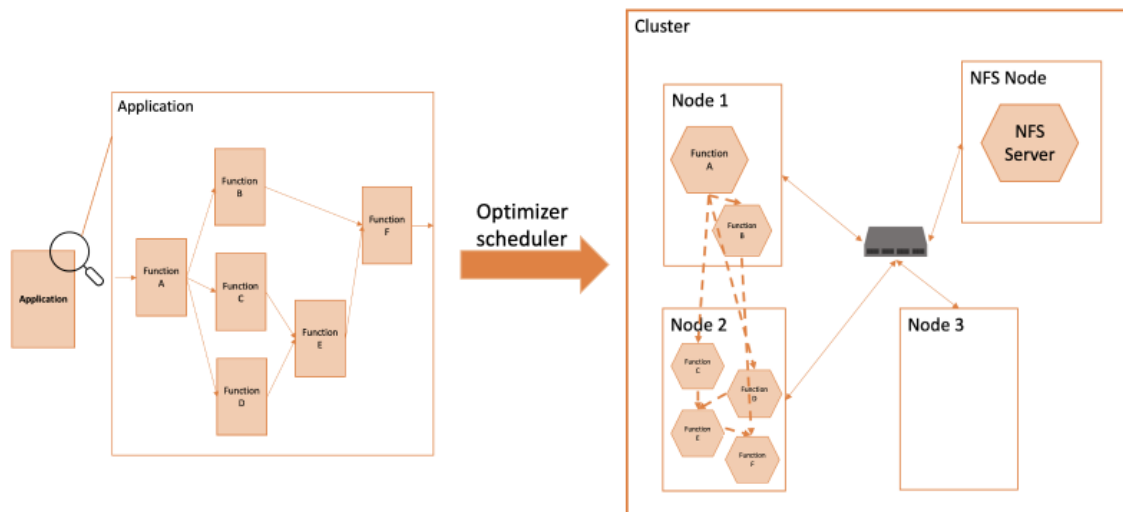 Application
Application
Function
A
Function
B
Function
C
Function
D
Function
E
Function
F
Optimizer
scheduler
Cluster
Node 1
Function
A
Function
B
Node 2
Function
C
Function
D
Function
E
Function
F
NFS Node
NFS
Server
Node 3